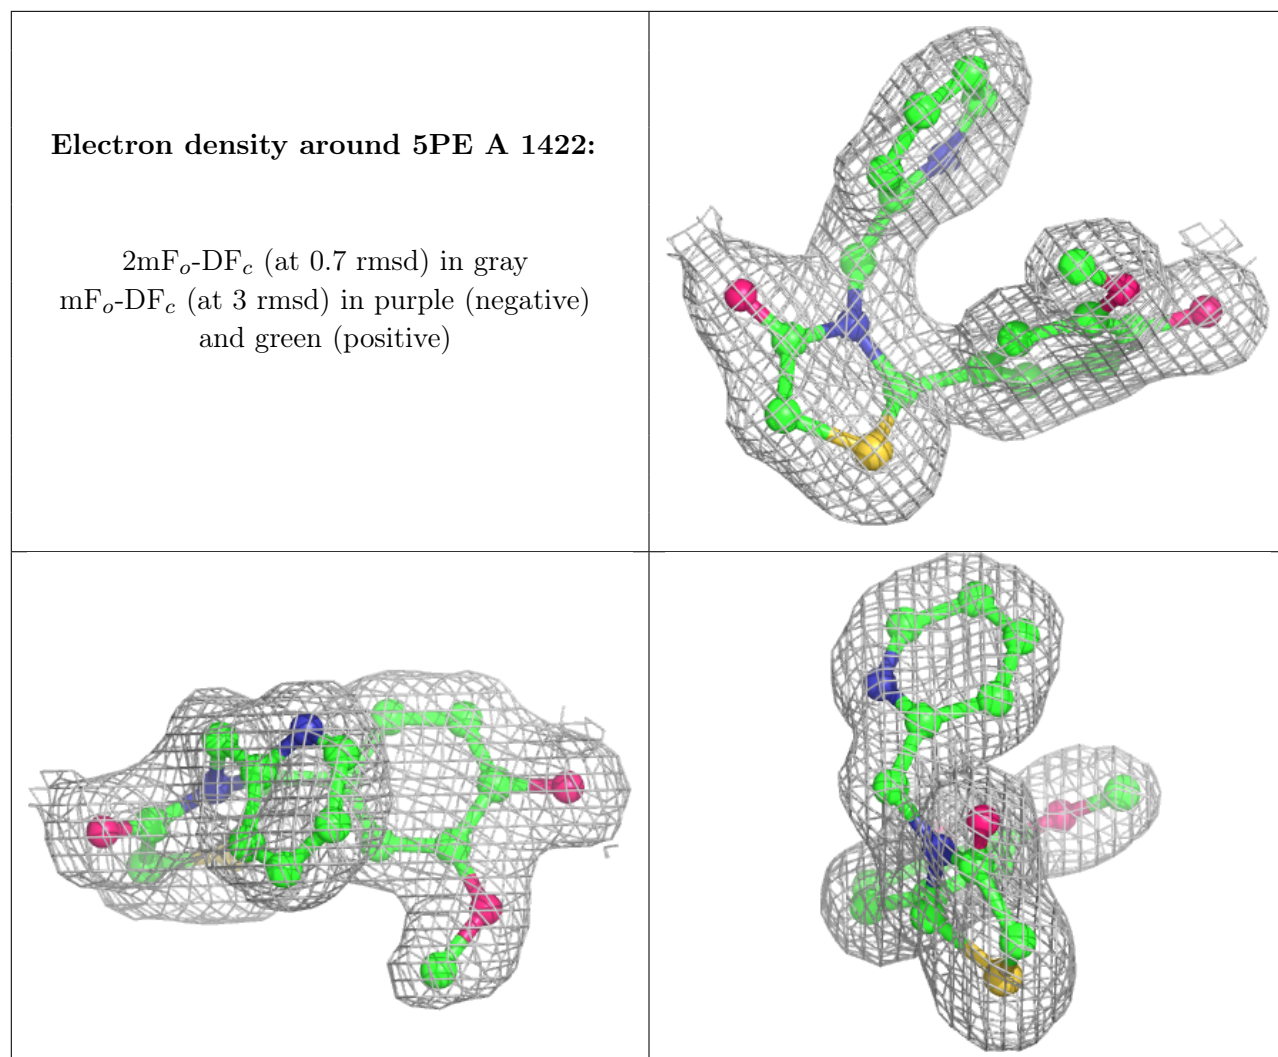 Electron density around 5PE A 1422:
2mFo-DFc (at 0.7 rmsd) in gray
mFo-DFc (at 3 rmsd) in purple (negative)
and green (positive)